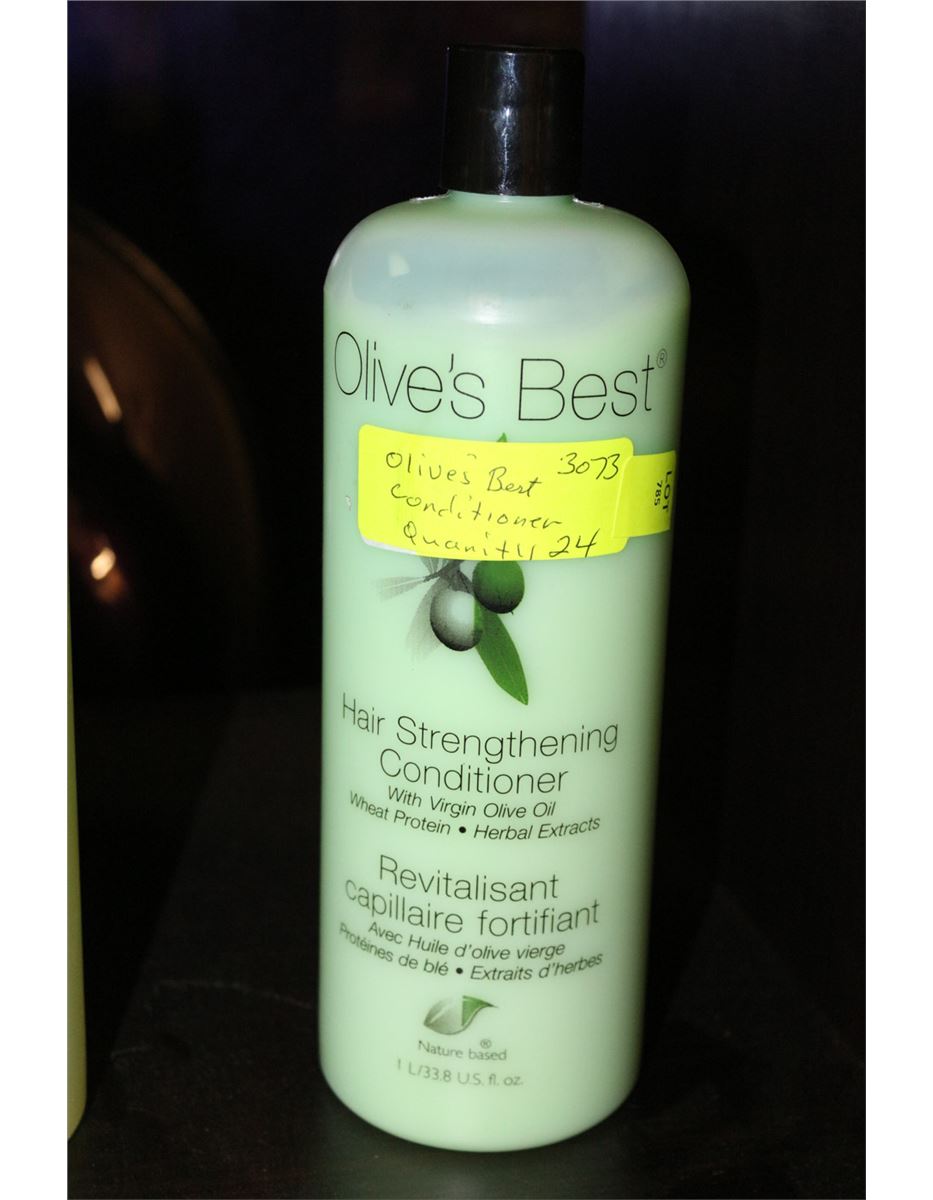 Olive's Best®
Olive's Best 3073
Conditioner
Quanity 24
LOT
785
Hair Strengthening
Conditioner
With Virgin Olive Oil
Wheat Protein • Herbal Extracts
Revitalisant
capillaire fortifiant
Avec Huile d'olive vierge
Protéines de blé • Extraits d'herbes
Nature based®
1 L/33.8 U.S. fl. oz.